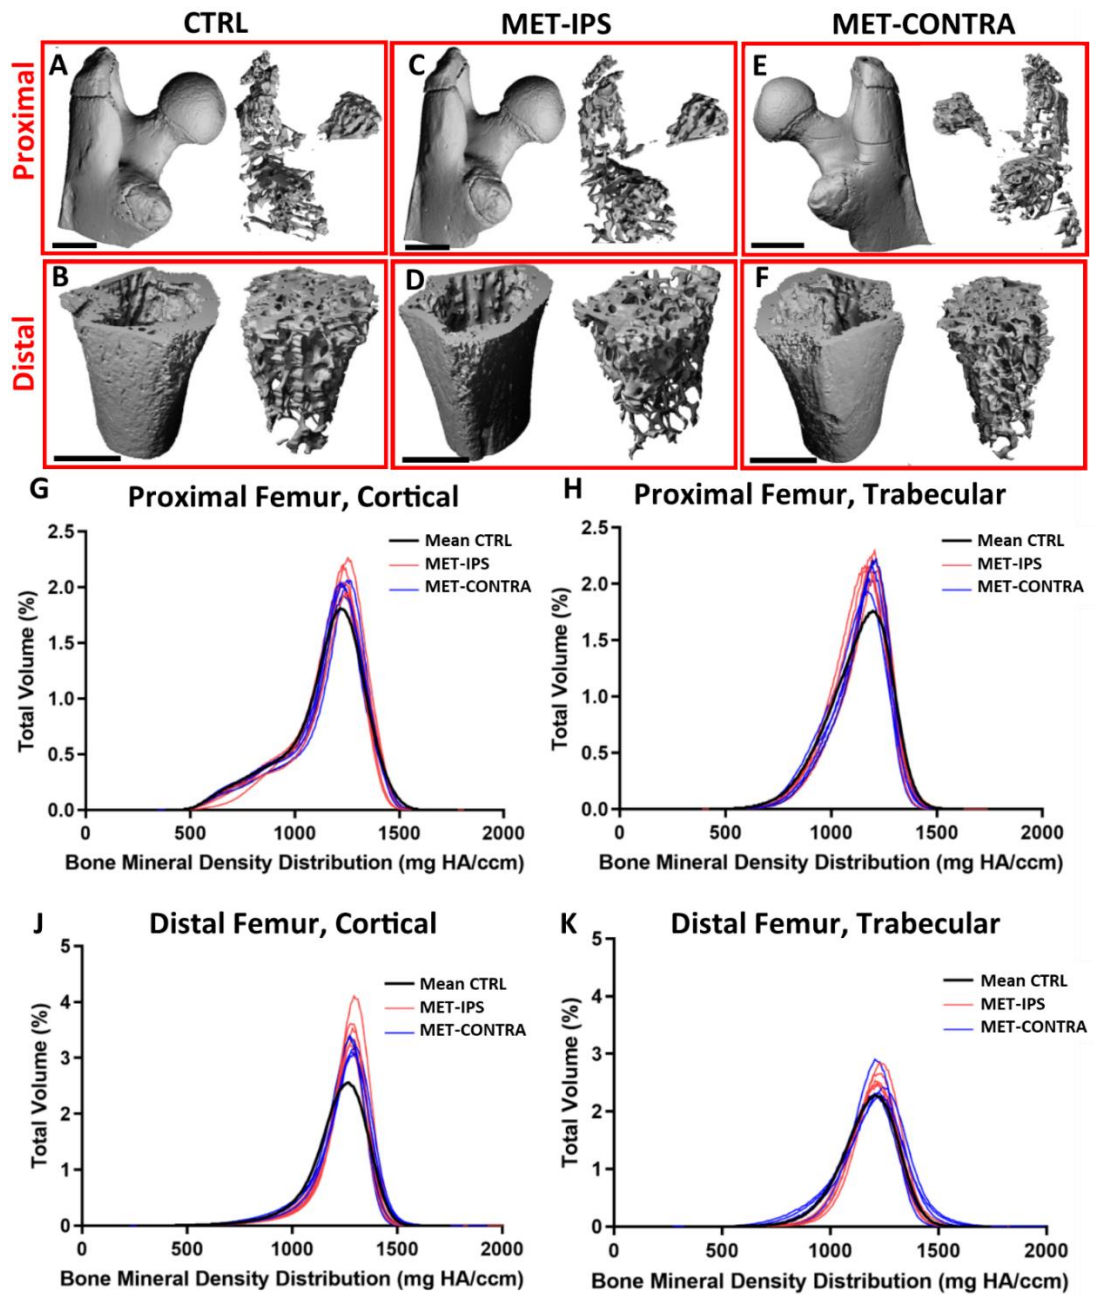 CTRL MET-IPS MET-CONTRA
Proximal
A C E
Distal
B D F
G Proximal Femur, Cortical
Total Volume (%)
2.5
2.0
1.5
1.0
0.5
0.0
0 500 1000 1500 2000
Bone Mineral Density Distribution (mg HA/ccm)
Mean CTRL
MET-IPS
MET-CONTRA
H Proximal Femur, Trabecular
Total Volume (%)
2.5
2.0
1.5
1.0
0.5
0.0
0 500 1000 1500 2000
Bone Mineral Density Distribution (mg HA/ccm)
Mean CTRL
MET-IPS
MET-CONTRA
J Distal Femur, Cortical
Total Volume (%)
5
4
3
2
1
0
0 500 1000 1500 2000
Bone Mineral Density Distribution (mg HA/ccm)
Mean CTRL
MET-IPS
MET-CONTRA
K Distal Femur, Trabecular
Total Volume (%)
5
4
3
2
1
0
0 500 1000 1500 2000
Bone Mineral Density Distribution (mg HA/ccm)
Mean CTRL
MET-IPS
MET-CONTRA